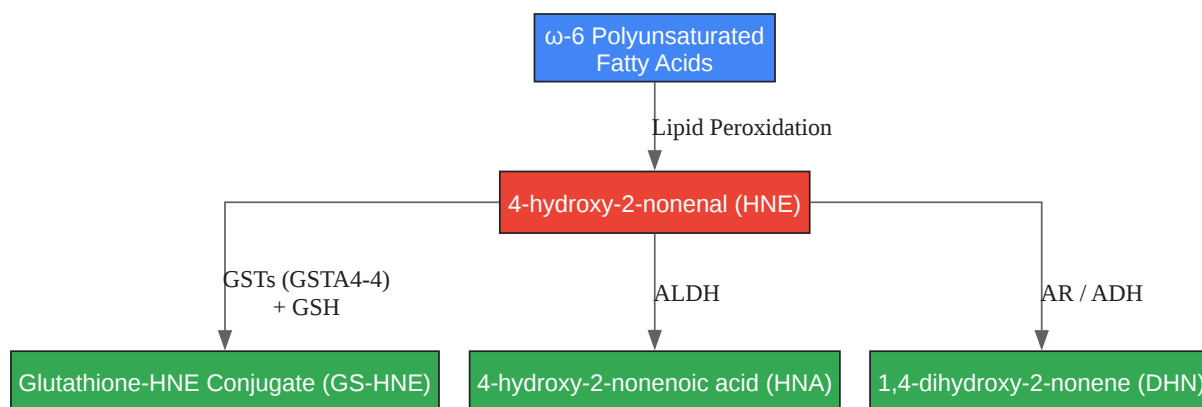 ω-6 Polyunsaturated
Fatty Acids
Lipid Peroxidation
4-hydroxy-2-nonenal (HNE)
GSTs (GSTA4-4)
+ GSH
ALDH
AR / ADH
Glutathione-HNE Conjugate (GS-HNE)
4-hydroxy-2-nonenoic acid (HNA)
1,4-dihydroxy-2-nonene (DHN)